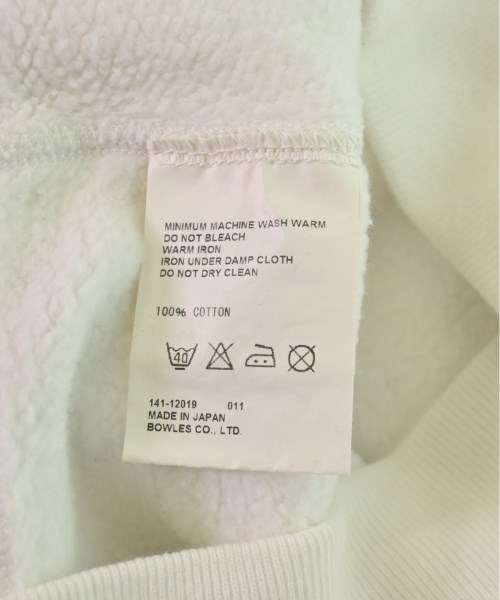 MINIMUM MACHINE WASH WARM
DO NOT BLEACH
WARM IRON
IRON UNDER DAMP CLOTH
DO NOT DRY CLEAN
100% COTTON
40
141-12019 011
MADE IN JAPAN
BOWLES CO., LTD.